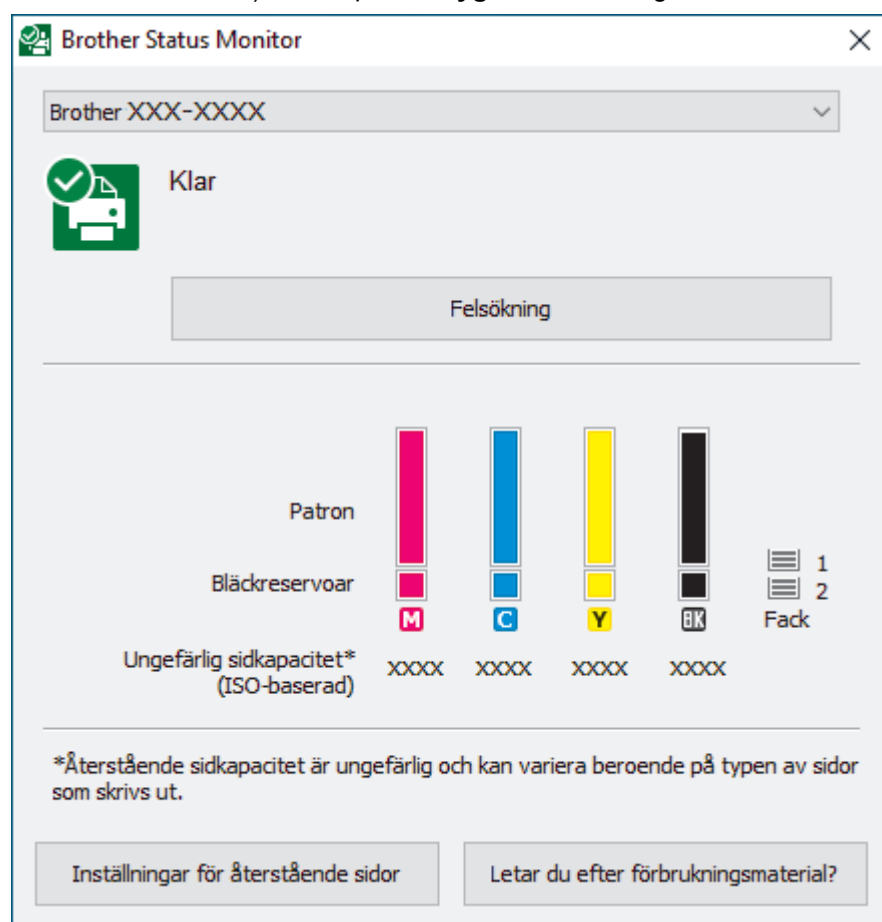 Brother Status Monitor
Brother XXX-XXXX
Klar
Felsökning
Patron
Bläckreservoar
1
2
M C Y BK Fack
Ungefärlig sidkapacitet*
(ISO-baserad)
XXXX XXXX XXXX XXXX
*Återstående sidkapacitet är ungefärlig och kan variera beroende på typen av sidor
som skrivs ut.
Inställningar för återstående sidor
Letar du efter förbrukningsmaterial?